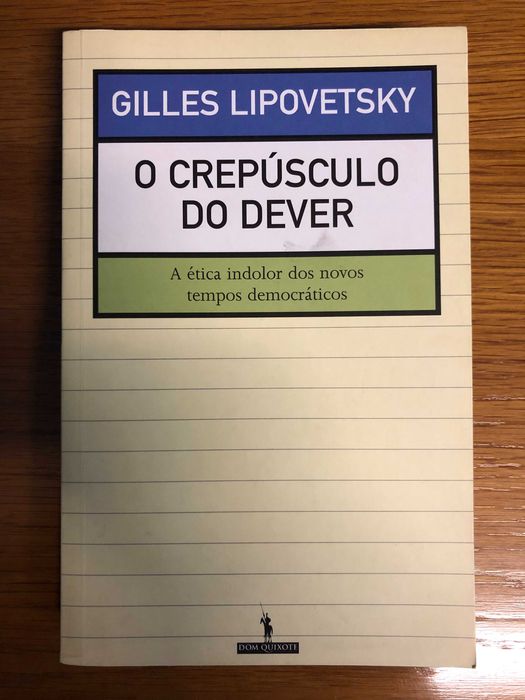 GILLES LIPOVETSKY
O CREPÚSCULO
DO DEVER
A ética indolor dos novos
tempos democráticos
DOM QUIXOTE